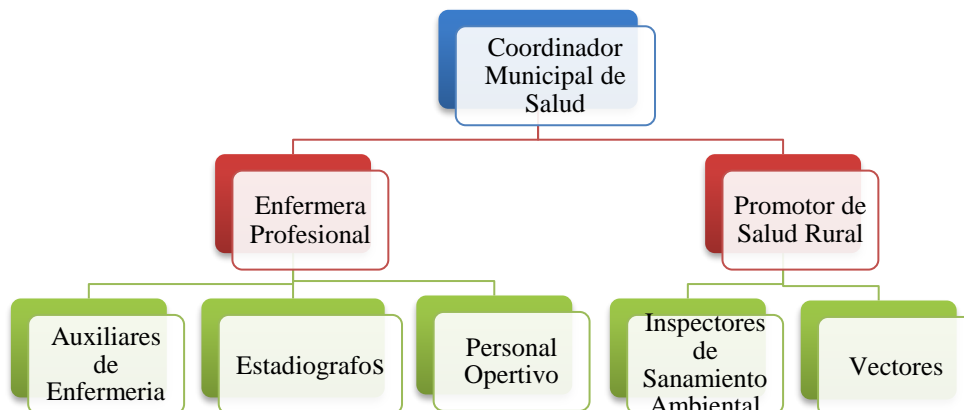 Coordinador
Municipal de
Salud
Enfermera
Profesional
Promotor de
Salud Rural
Auxiliares
de
Enfermeria
Estadiografos
Personal
Opertivo
Inspectores
de
Sanamiento
Ambiental
Vectores